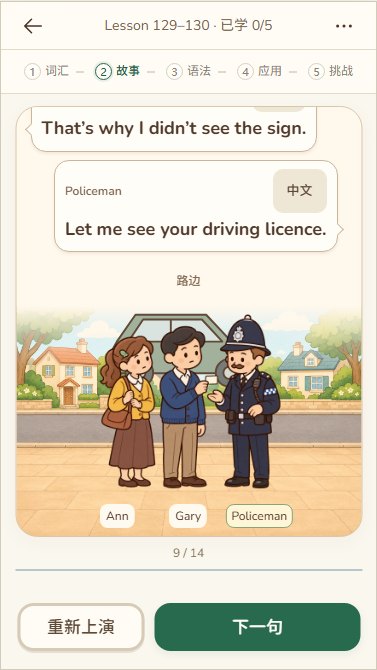 Lesson 129–130 · 已学 0/5
1 词汇 – 2 故事 – 3 语法 – 4 应用 – 5 挑战
That’s why I didn’t see the sign.
Policeman
中文
Let me see your driving licence.
路边
Ann
Gary
Policeman
9 / 14
重新上演
下一句